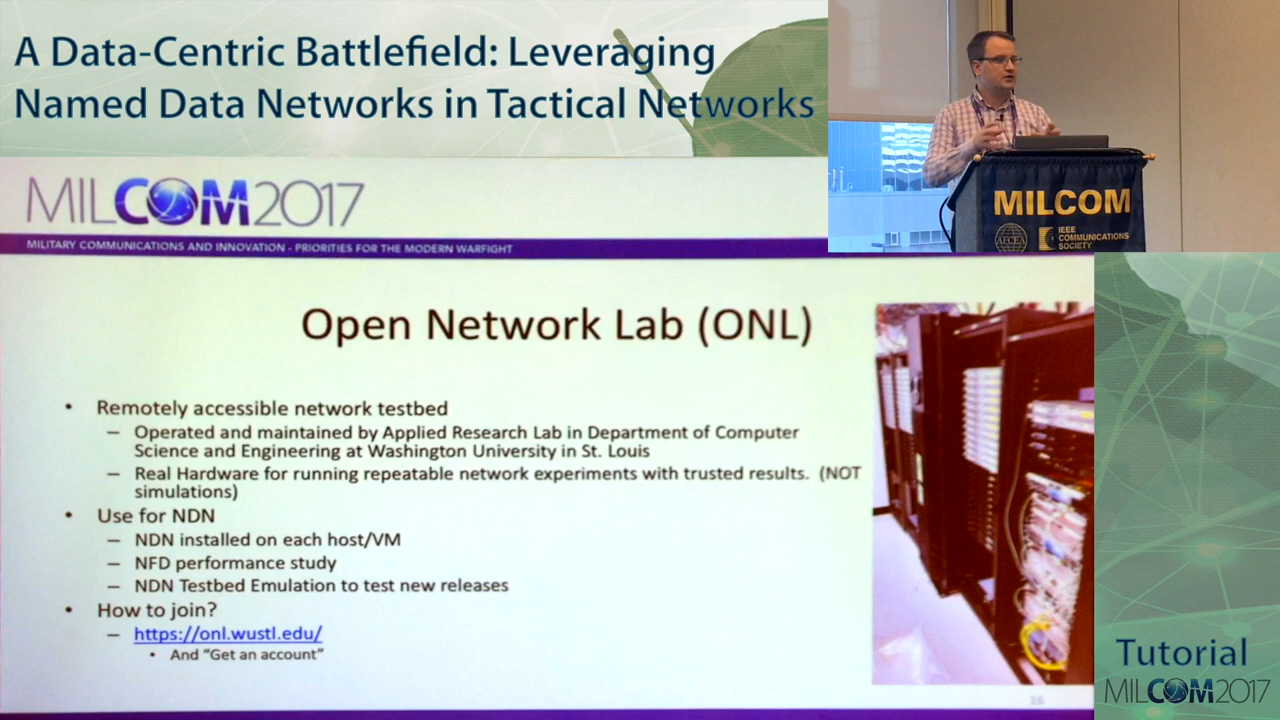 A Data-Centric Battlefield: Leveraging
Named Data Networks in Tactical Networks
MILCOM2017
MILITARY COMMUNICATIONS AND INNOVATION - PRIORITIES FOR THE MODERN WARFIGHT
MILCOM
AFCEA
IEEE
COMMUNICATIONS
SOCIETY
Open Network Lab (ONL)
• Remotely accessible network testbed
– Operated and maintained by Applied Research Lab in Department of Computer
Science and Engineering at Washington University in St. Louis
– Real Hardware for running repeatable network experiments with trusted results. (NOT
simulations)
• Use for NDN
– NDN installed on each host/VM
– NFD performance study
– NDN Testbed Emulation to test new releases
• How to join?
– https://onl.wustl.edu/
• And “Get an account”
Tutorial
MILCOM2017